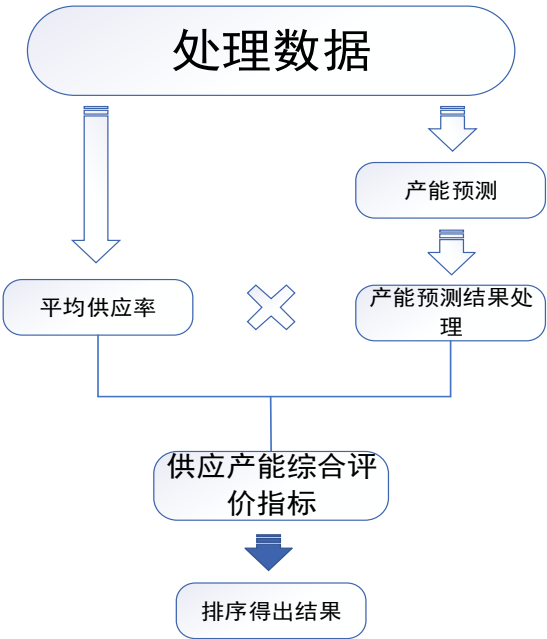 处理数据
产能预测
平均供应率
产能预测结果处
理
供应产能综合评
价指标
排序得出结果